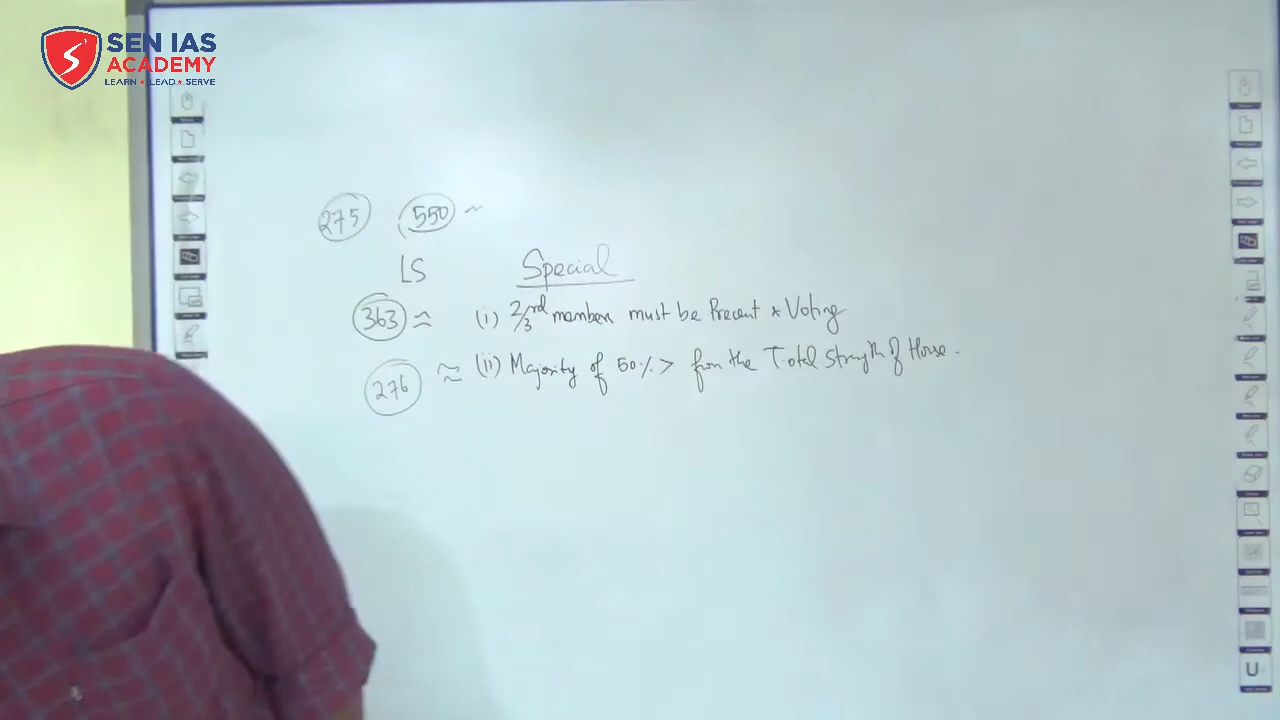 SEN IAS
ACADEMY
LEARN ★ LEAD ★ SERVE
275 550 ~
LS Special
363 ≈ (i) 2/3rd members must be Present & Voting
276 ≈ (ii) Majority of 50% > from the Total Strength of House.
U